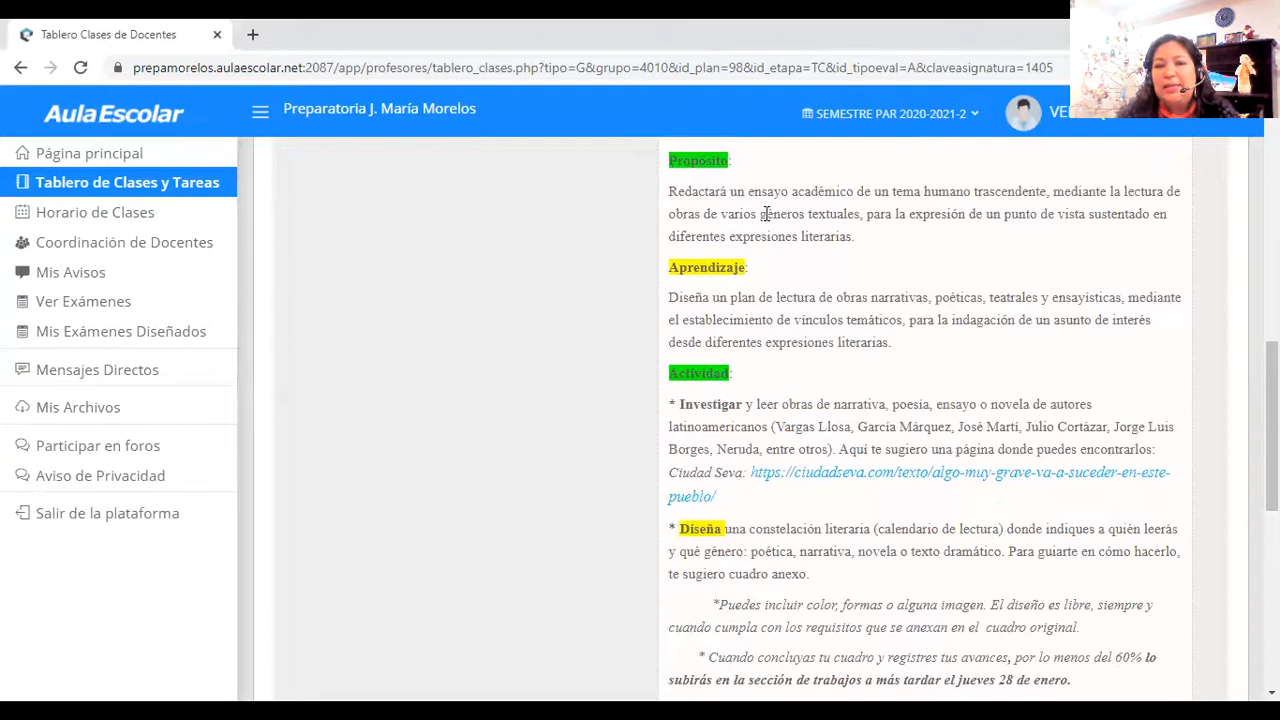 Tablero Clases de Docentes
prepamorelos.aulaescolar.net:2087/app/profesores/tablero_clases.php?tipo=G&grupo=4010&id_plan=98&id_etapa=TC&id_tipoeval=A&claveasignatura=1405
AulaEscolar
Preparatoria J. María Morelos
SEMESTRE PAR 2020-2021-2
Página principal
Tablero de Clases y Tareas
Horario de Clases
Coordinación de Docentes
Mis Avisos
Ver Exámenes
Mis Exámenes Diseñados
Mensajes Directos
Mis Archivos
Participar en foros
Aviso de Privacidad
Salir de la plataforma
Propósito:
Redactará un ensayo académico de un tema humano trascendente, mediante la lectura de
obras de varios géneros textuales, para la expresión de un punto de vista sustentado en
diferentes expresiones literarias.
Aprendizaje:
Diseña un plan de lectura de obras narrativas, poéticas, teatrales y ensayísticas, mediante
el establecimiento de vínculos temáticos, para la indagación de un asunto de interés
desde diferentes expresiones literarias.
Actividad:
* Investigar y leer obras de narrativa, poesía, ensayo o novela de autores
latinoamericanos (Vargas Llosa, García Márquez, José Martí, Julio Cortázar, Jorge Luis
Borges, Neruda, entre otros). Aquí te sugiero una página donde puedes encontrarlos:
Ciudad Seva: https://ciudadseva.com/texto/algo-muy-grave-va-a-suceder-en-este-
pueblo/
* Diseña una constelación literaria (calendario de lectura) donde indiques a quién leerás
y qué género: poética, narrativa, novela o texto dramático. Para guiarte en cómo hacerlo,
te sugiero cuadro anexo.
*Puedes incluir color, formas o alguna imagen. El diseño es libre, siempre y
cuando cumpla con los requisitos que se anexan en el cuadro original.
* Cuando concluyas tu cuadro y registres tus avances, por lo menos del 60% lo
subirás en la sección de trabajos a más tardar el jueves 28 de enero.